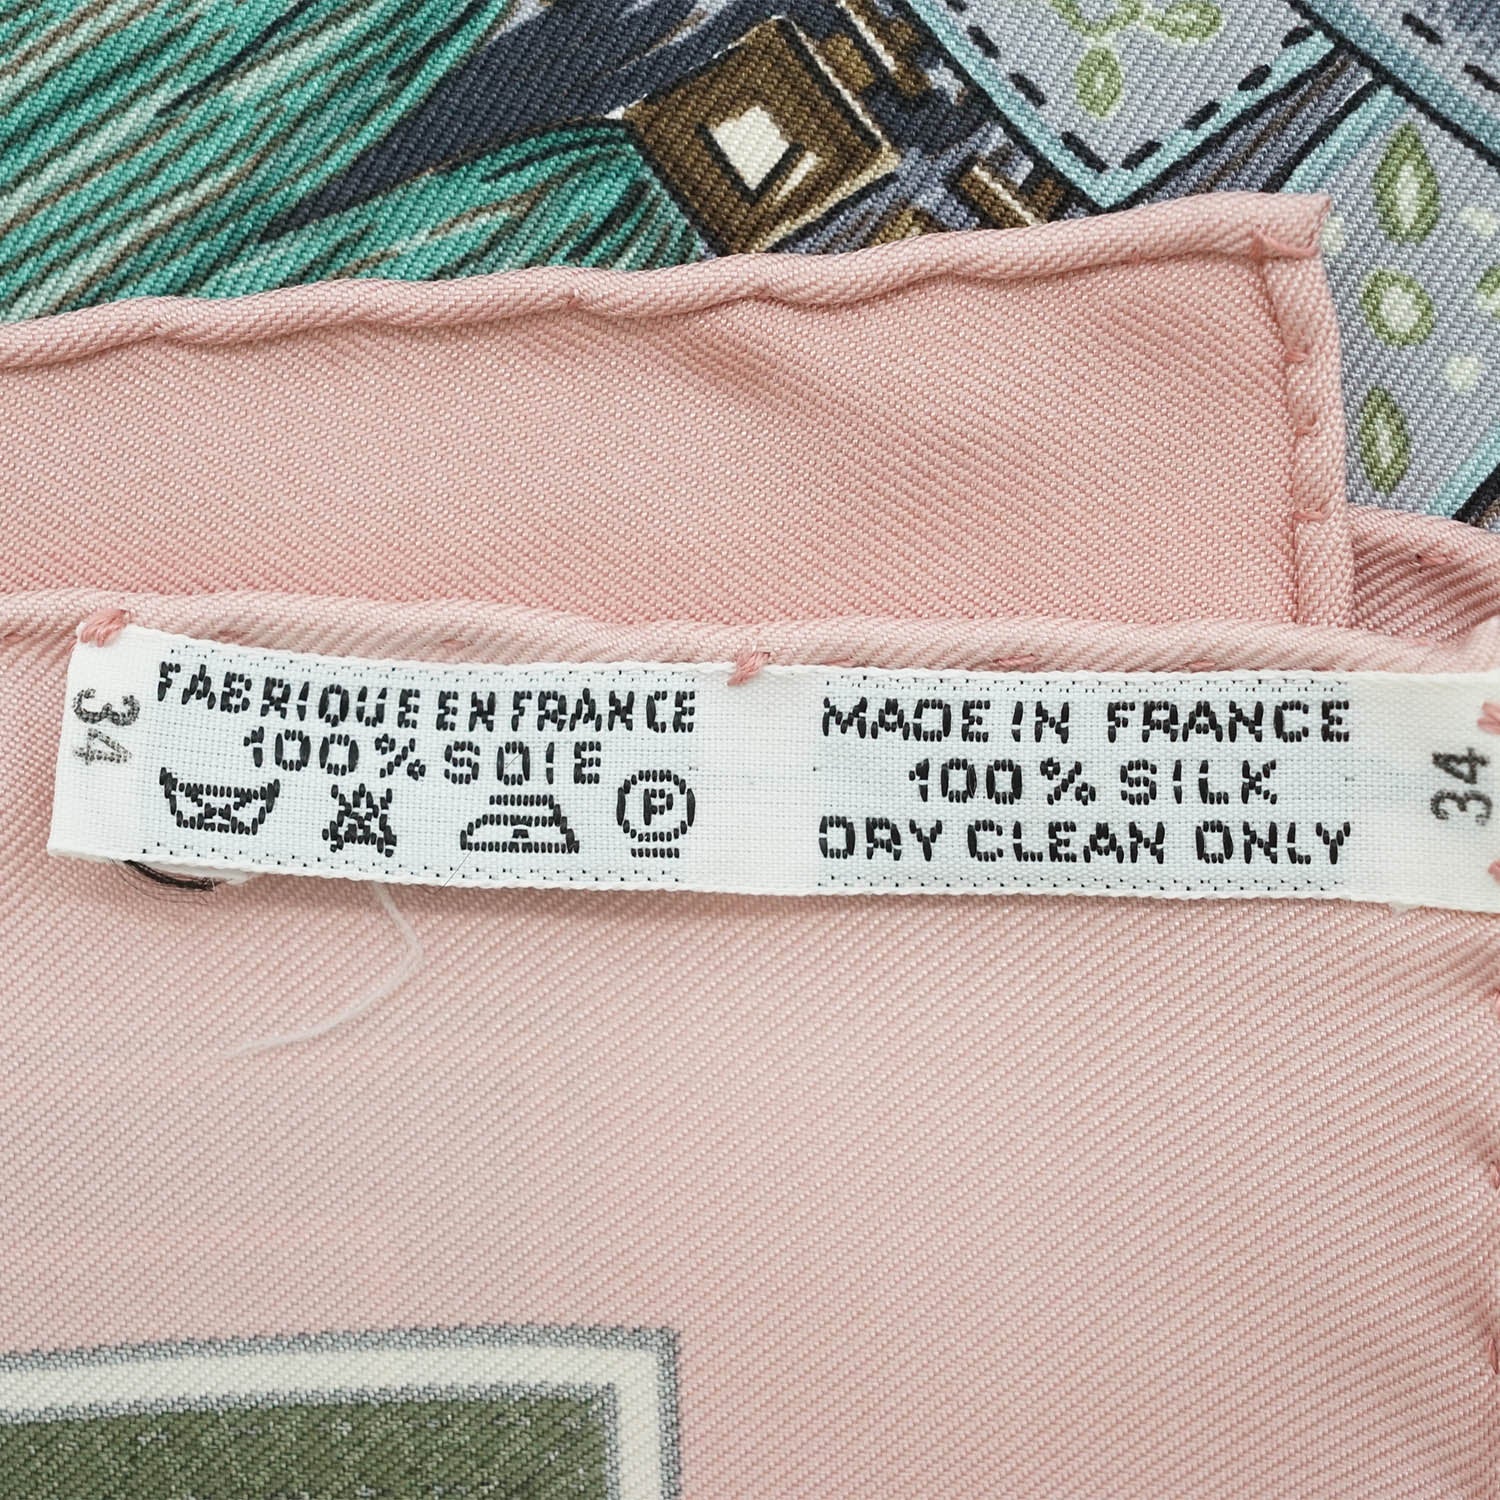 34
FABRIQUE EN FRANCE
100% SOIE
P
MADE IN FRANCE
100% SILK
DRY CLEAN ONLY
34